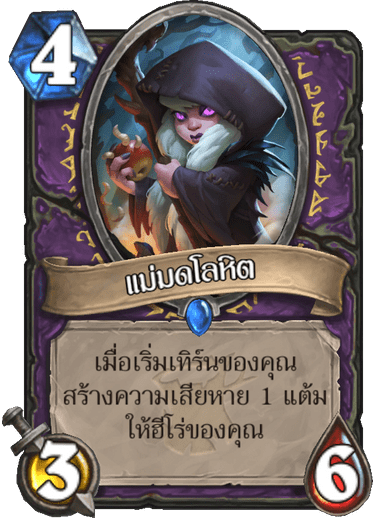 4
แม่มดโลหิต
เมื่อเริ่มเทิร์นของคุณ
สร้างความเสียหาย 1 แต้ม
ให้ฮีโร่ของคุณ
3
6